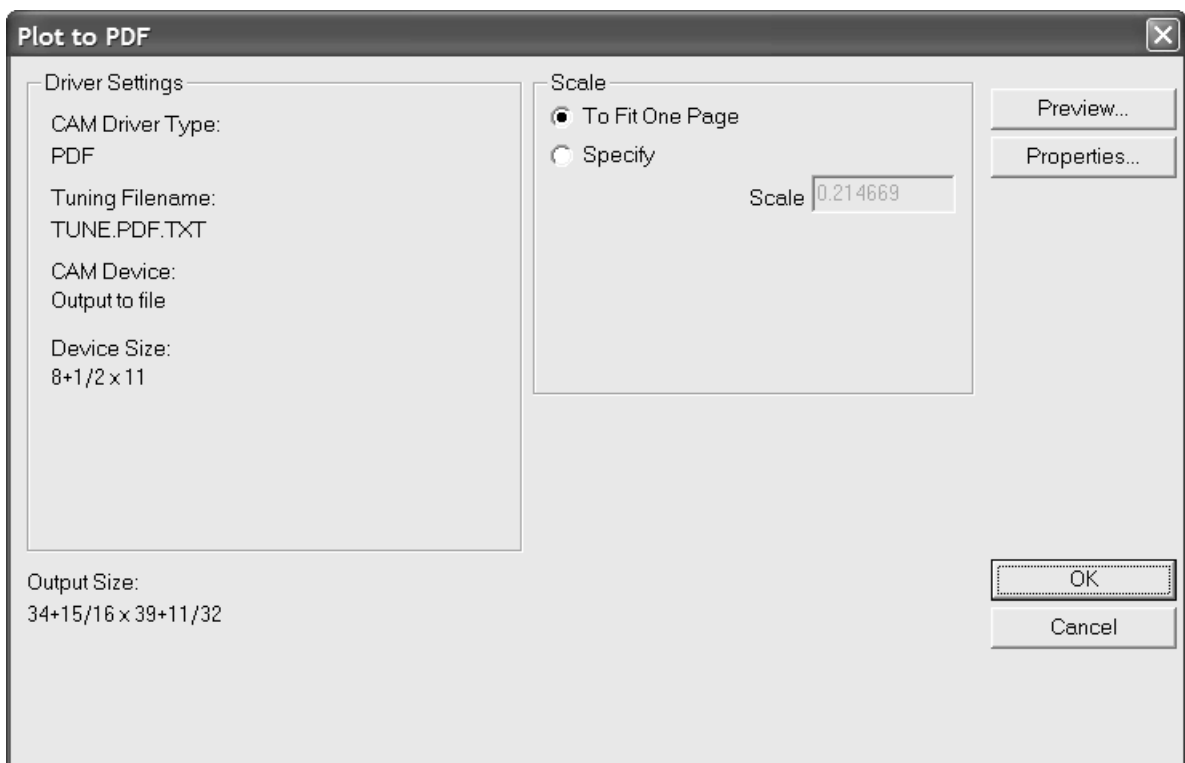 Plot to PDF
Driver Settings
CAM Driver Type:
PDF
Tuning Filename:
TUNE.PDF.TXT
CAM Device:
Output to file
Device Size:
8+1/2 x 11
Scale
To Fit One Page
Specify
Scale 0.214669
Preview...
Properties...
Output Size:
34+15/16 x 39+11/32
OK
Cancel